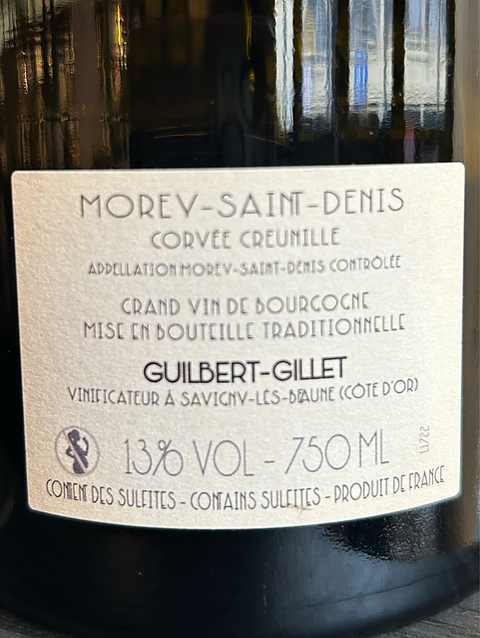 MOREY-SAINT-DENIS
CORVÉE CREUNILLE
APPELLATION MOREY-SAINT-DENIS CONTRÔLÉE
GRAND VIN DE BOURGOGNE
MISE EN BOUTEILLE TRADITIONNELLE
GUILBERT-GILLET
VINIFICATEUR À SAVIGNY-LÈS-BEAUNE (CÔTE D'OR)
13% VOL - 750 ML
L1/22
CONTIENT DES SULFITES - CONTAINS SULFITES - PRODUIT DE FRANCE